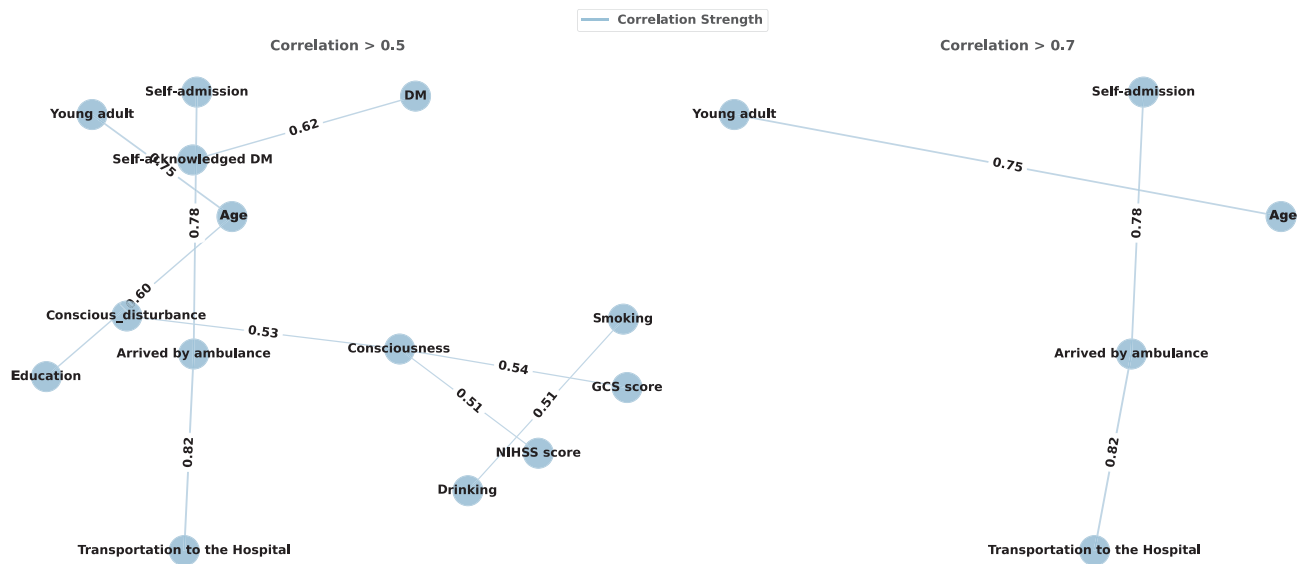 Correlation Strength
Correlation > 0.5
Self-admission
DM
Young adult
0.62
Self-acknowledged DM
0.75
Age
0.78
0.60
Conscious_disturbance
0.53
Smoking
Arrived by ambulance
Consciousness
0.54
Education
GCS score
0.51
0.51
NIHSS score
0.82
Drinking
Transportation to the Hospital
Correlation > 0.7
Self-admission
Young adult
0.75
Age
0.78
Arrived by ambulance
0.82
Transportation to the Hospital